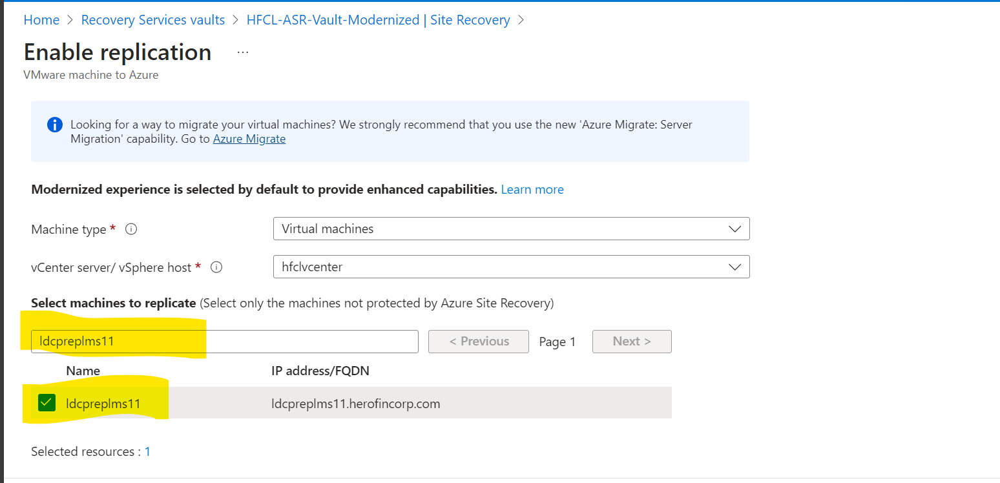 Home > Recovery Services vaults > HFCL-ASR-Vault-Modernized | Site Recovery >
Enable replication ...
VMware machine to Azure
Looking for a way to migrate your virtual machines? We strongly recommend that you use the new 'Azure Migrate: Server
Migration' capability. Go to Azure Migrate
Modernized experience is selected by default to provide enhanced capabilities. Learn more
Machine type * Virtual machines
vCenter server/ vSphere host * hfclvcenter
Select machines to replicate (Select only the machines not protected by Azure Site Recovery)
ldcpreplms11 < Previous Page 1 Next >
Name IP address/FQDN
ldcpreplms11 ldcpreplms11.herofincorp.com
Selected resources : 1